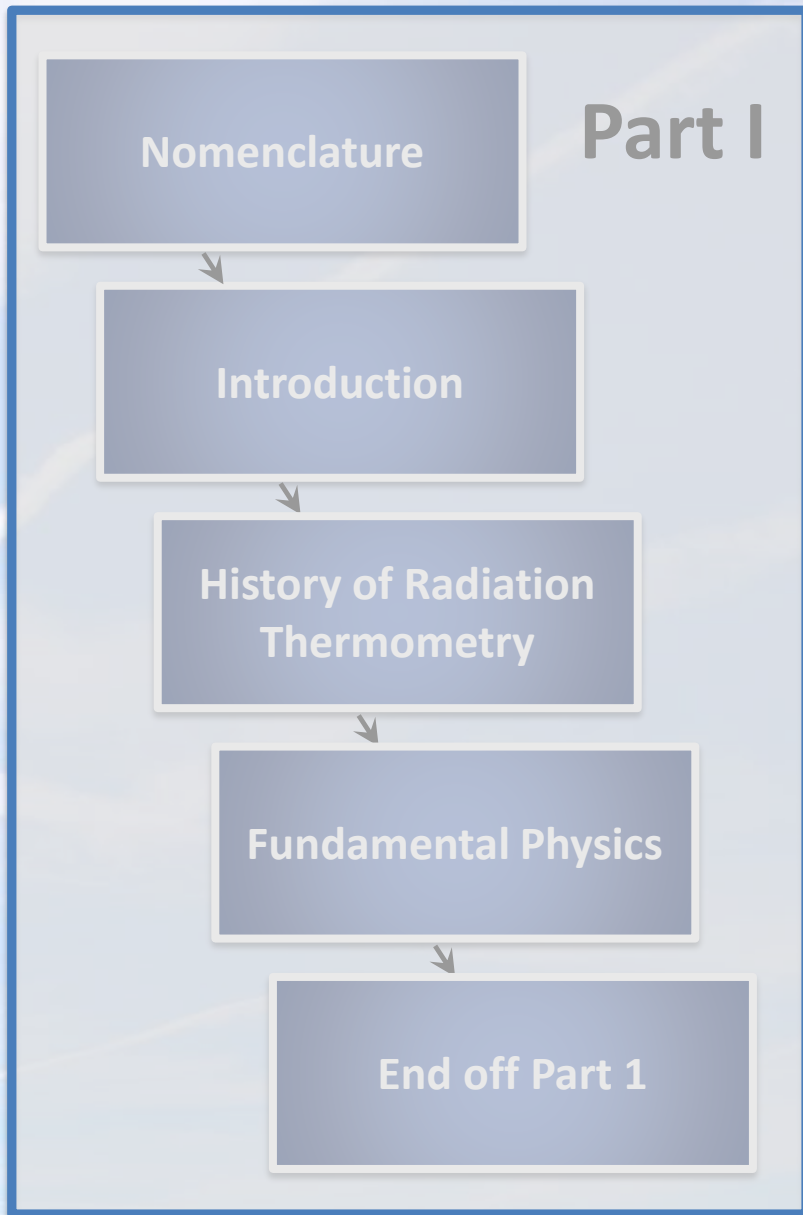 Part I
Nomenclature
Introduction
History of Radiation
Thermometry
Fundamental Physics
End off Part 1